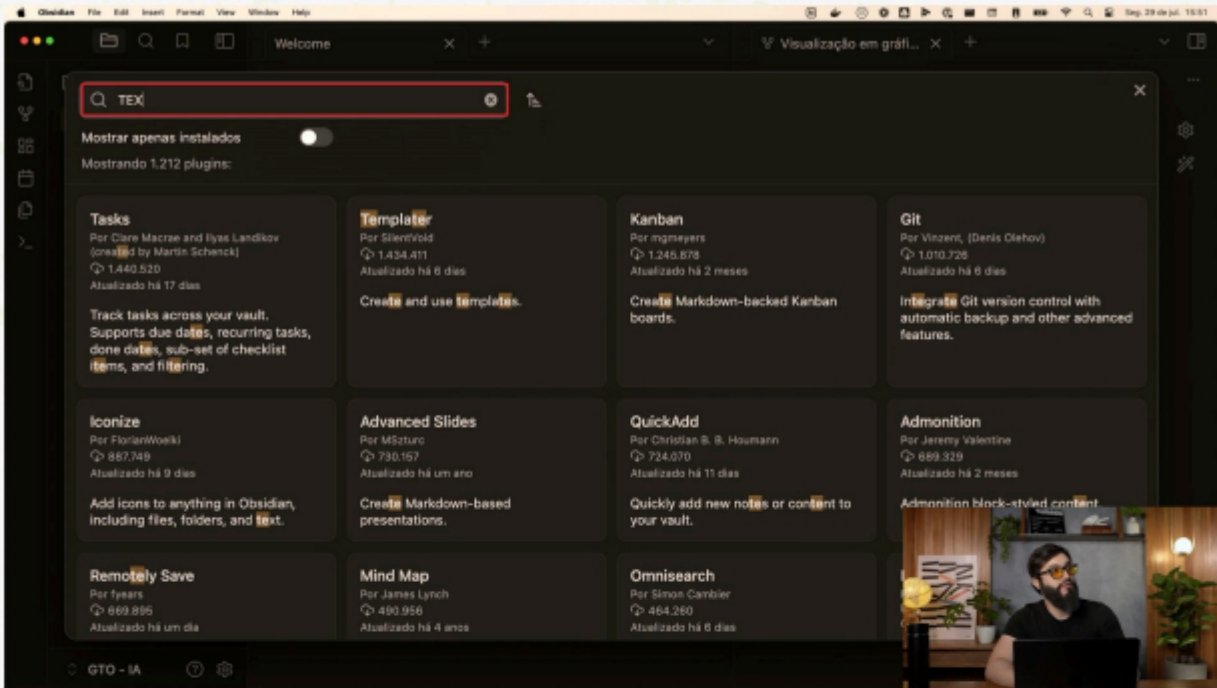 Obsidian File Edit Insert Format View Window Help
Seg. 29 de jul. 15:51
Welcome
Visualização em gráfi...
TEX
Mostrar apenas instalados
Mostrando 1.212 plugins:
Tasks
Por Clare Macrae and Ilyas Landikov
(created by Martin Schenck)
1.440.520
Atualizado há 17 dias
Track tasks across your vault.
Supports due dates, recurring tasks,
done dates, sub-set of checklist
items, and filtering.
Templater
Por SilentVoid
1.434.411
Atualizado há 6 dias
Create and use templates.
Kanban
Por mgmeyers
1.245.878
Atualizado há 2 meses
Create Markdown-backed Kanban
boards.
Git
Por Vinzent, (Denis Olehov)
1.010.726
Atualizado há 6 dias
Integrate Git version control with
automatic backup and other advanced
features.
Iconize
Por FlorianWoelki
887.749
Atualizado há 9 dias
Add icons to anything in Obsidian,
including files, folders, and text.
Advanced Slides
Por MSzturc
730.157
Atualizado há um ano
Create Markdown-based
presentations.
QuickAdd
Por Christian B. B. Houmann
724.070
Atualizado há 11 dias
Quickly add new notes or content to
your vault.
Admonition
Por Jeremy Valentine
689.329
Atualizado há 2 meses
Admonition block-styled content
Remotely Save
Por fyears
669.895
Atualizado há um dia
Mind Map
Por James Lynch
490.956
Atualizado há 4 anos
Omnisearch
Por Simon Cambier
464.260
Atualizado há 6 dias
GTO - IA